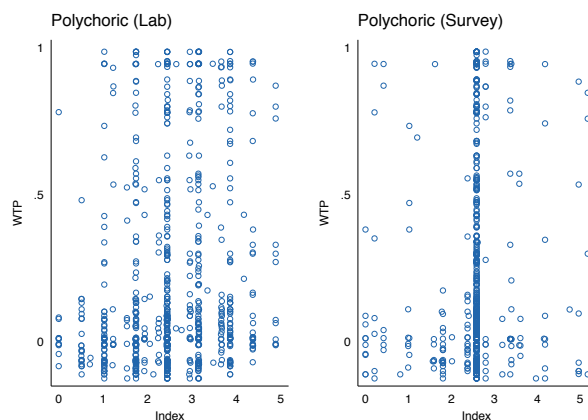 Polychoric (Lab)
1
.5
0
WTP
0 1 2 3 4 5
Index
Polychoric (Survey)
1
.5
0
WTP
0 1 2 3 4 5
Index